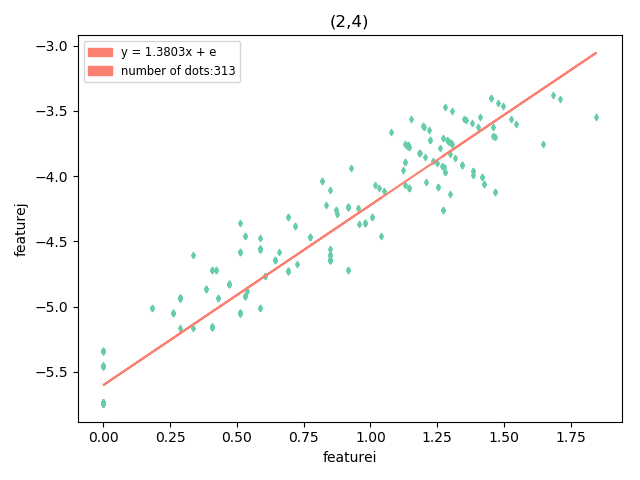 (2,4)
y = 1.3803x + e
number of dots:313
−3.0
−3.5
−4.0
−4.5
−5.0
−5.5
featurej
0.00 0.25 0.50 0.75 1.00 1.25 1.50 1.75
featurei